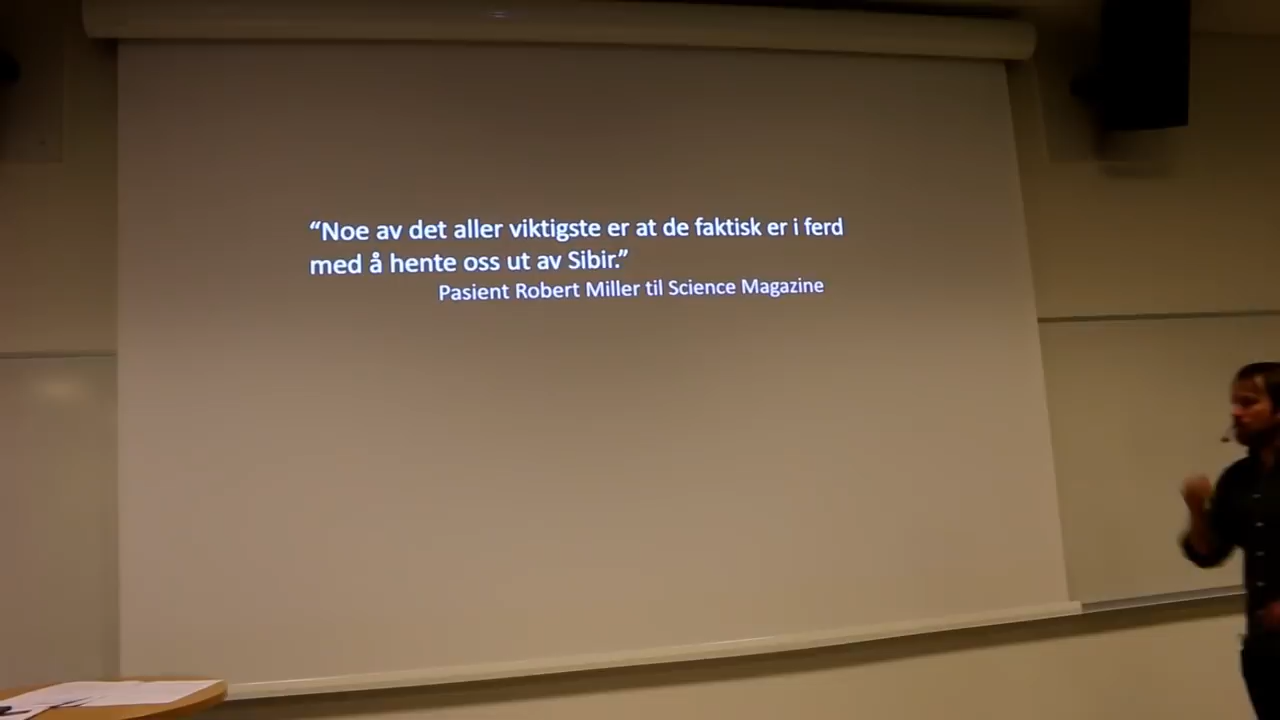 “Noe av det aller viktigste er at de faktisk er i ferd
med å hente oss ut av Sibir.”
Pasient Robert Miller til Science Magazine